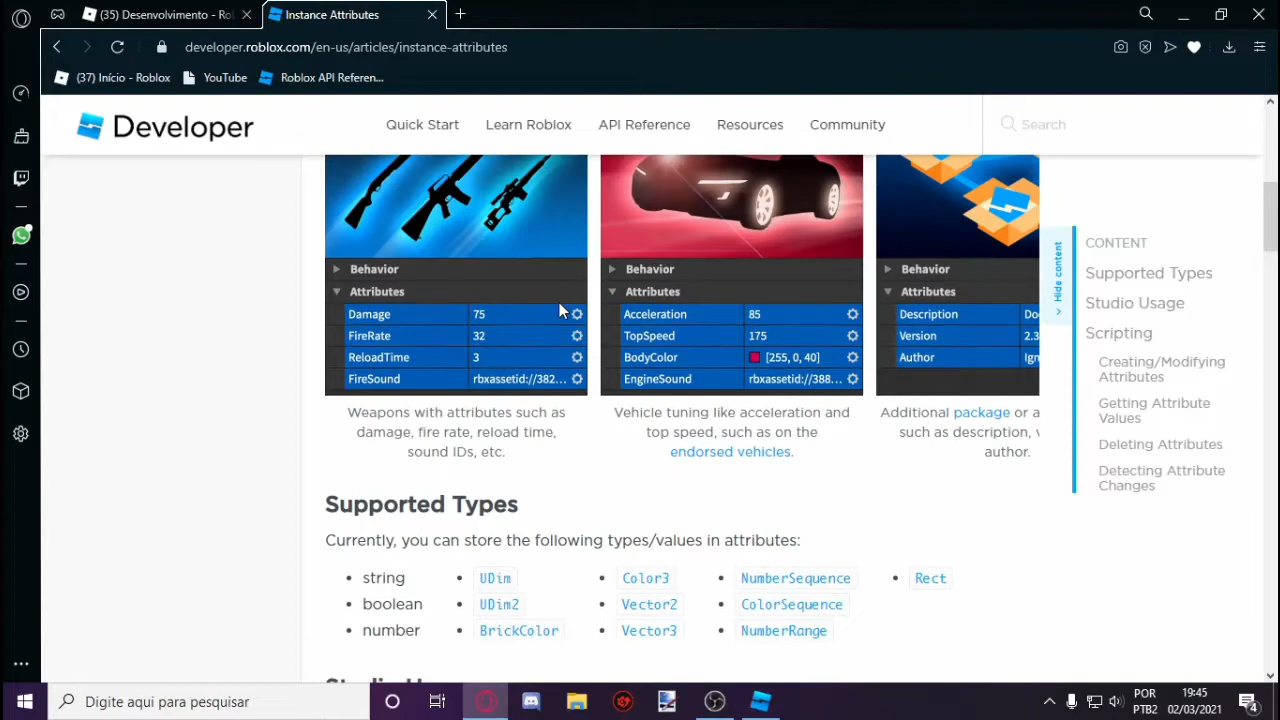 (35) Desenvolvimento - Rol
Instance Attributes
developer.roblox.com/en-us/articles/instance-attributes
(37) Início - Roblox
YouTube
Roblox API Referen...
Developer
Quick Start
Learn Roblox
API Reference
Resources
Community
Search
Behavior
Attributes
Damage 75
FireRate 32
ReloadTime 3
FireSound rbxassetid://382...
Weapons with attributes such as
damage, fire rate, reload time,
sound IDs, etc.
Behavior
Attributes
Acceleration 85
TopSpeed 175
BodyColor [255, 0, 40]
EngineSound rbxassetid://388...
Vehicle tuning like acceleration and
top speed, such as on the
endorsed vehicles.
Behavior
Attributes
Description Do
Version 2.3
Author Ign
Additional package or a
such as description, v
author.
Hide content
CONTENT
Supported Types
Studio Usage
Scripting
Creating/Modifying
Attributes
Getting Attribute
Values
Deleting Attributes
Detecting Attribute
Changes
Supported Types
Currently, you can store the following types/values in attributes:
• string • UDim • Color3 • NumberSequence • Rect
• boolean • UDim2 • Vector2 • ColorSequence
• number • BrickColor • Vector3 • NumberRange
Digite aqui para pesquisar
POR
PTB2
19:45
02/03/2021
4